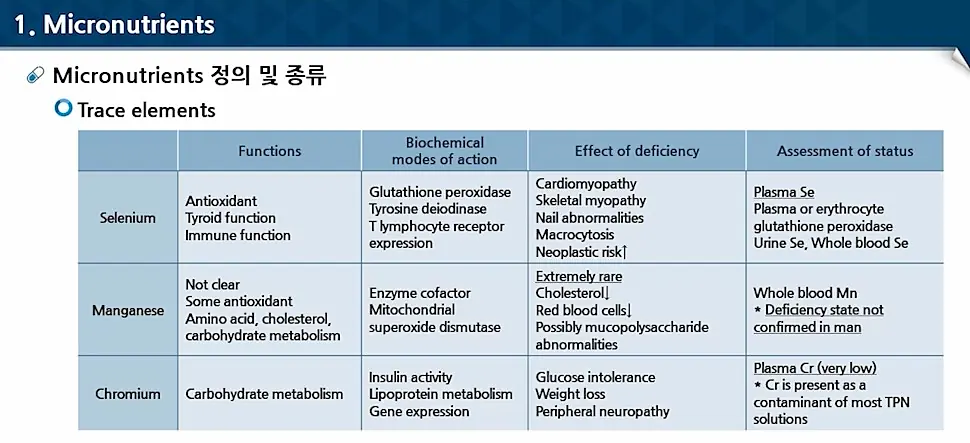 1. Micronutrients
Micronutrients 정의 및 종류
Trace elements
Functions
Biochemical
modes of action
Effect of deficiency
Assessment of status
Selenium
Antioxidant
Tyroid function
Immune function
Glutathione peroxidase
Tyrosine deiodinase
T lymphocyte receptor
expression
Cardiomyopathy
Skeletal myopathy
Nail abnormalities
Macrocytosis
Neoplastic risk↑
Plasma Se
Plasma or erythrocyte
glutathione peroxidase
Urine Se, Whole blood Se
Manganese
Not clear
Some antioxidant
Amino acid, cholesterol,
carbohydrate metabolism
Enzyme cofactor
Mitochondrial
superoxide dismutase
Extremely rare
Cholesterol↓
Red blood cells↓
Possibly mucopolysaccharide
abnormalities
Whole blood Mn
* Deficiency state not
confirmed in man
Chromium
Carbohydrate metabolism
Insulin activity
Lipoprotein metabolism
Gene expression
Glucose intolerance
Weight loss
Peripheral neuropathy
Plasma Cr (very low)
* Cr is present as a
contaminant of most TPN
solutions